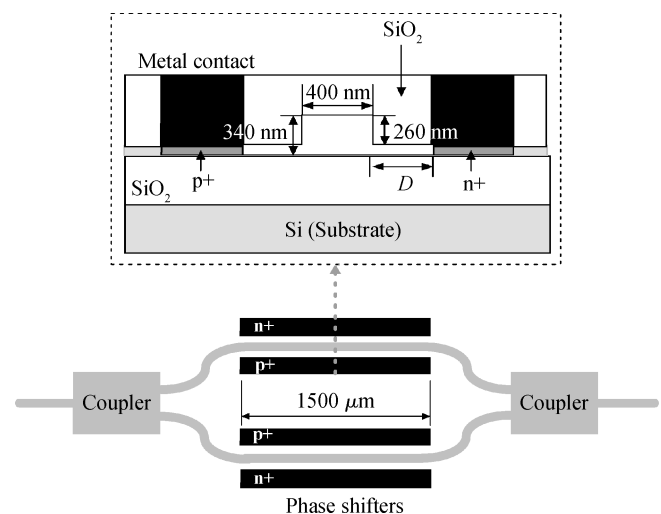 SiO2
Metal contact
400 nm
340 nm
260 nm
p+
D
n+
SiO2
Si (Substrate)
n+
p+
Coupler
1500 μm
Coupler
p+
n+
Phase shifters